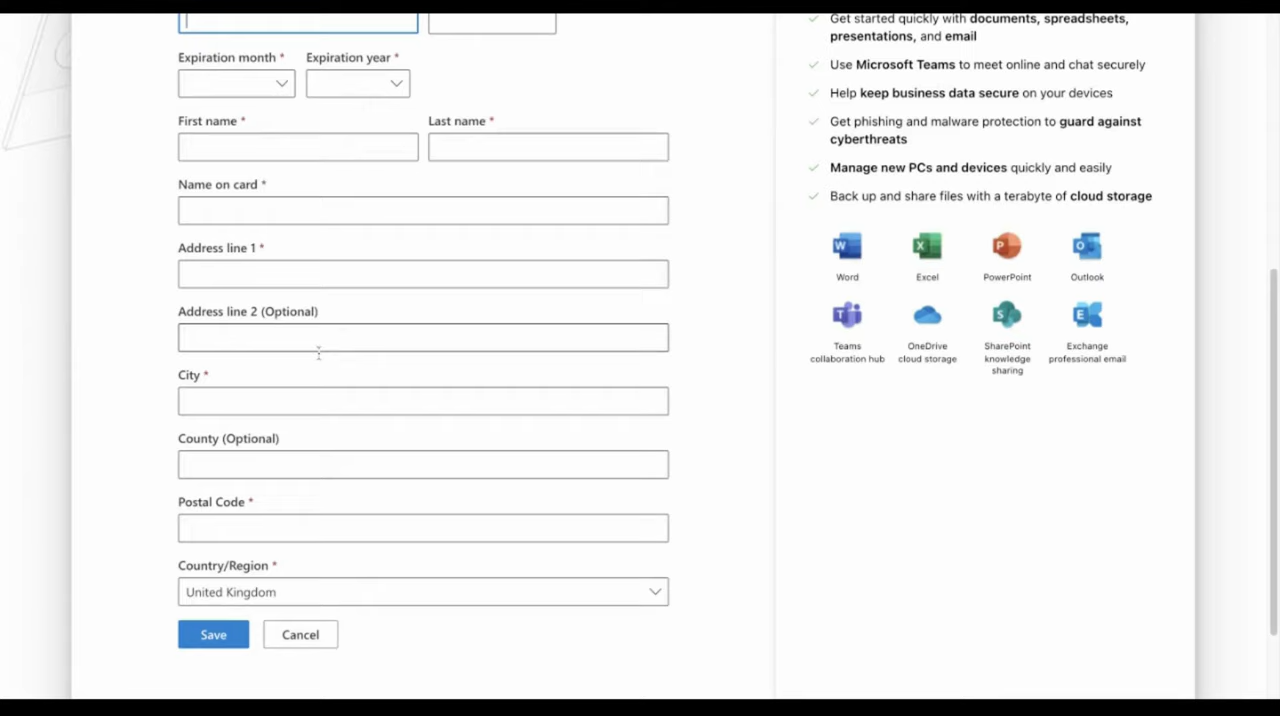 Expiration month *
Expiration year *
First name *
Last name *
Name on card *
Address line 1 *
Address line 2 (Optional)
City *
County (Optional)
Postal Code *
Country/Region *
United Kingdom
Save
Cancel
Get started quickly with documents, spreadsheets,
presentations, and email
Use Microsoft Teams to meet online and chat securely
Help keep business data secure on your devices
Get phishing and malware protection to guard against
cyberthreats
Manage new PCs and devices quickly and easily
Back up and share files with a terabyte of cloud storage
W
X
P
O
Word
Excel
PowerPoint
Outlook
T
S
E
Teams
collaboration hub
OneDrive
cloud storage
SharePoint
knowledge
sharing
Exchange
professional email